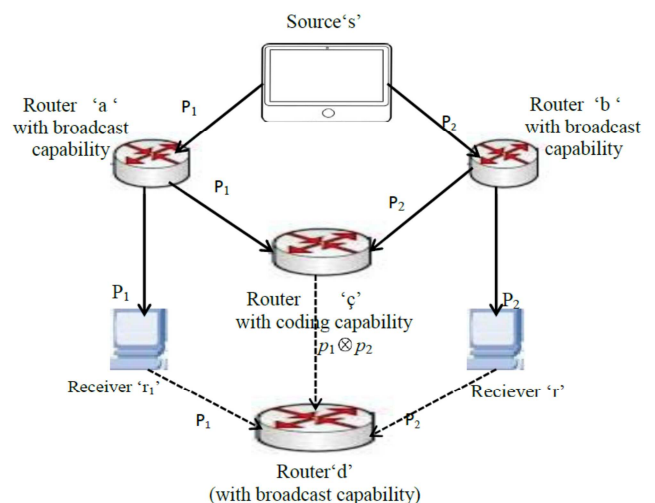 Source‘s’
Router ‘a ‘
with broadcast
capability
P1
P2
Router ‘b ‘
with broadcast
capability
P1
P2
Router ‘ç’
with coding capability
p1⊗p2
P1
P2
Receiver ‘r1’
Reciever ‘r’
P1
P2
Router‘d’
(with broadcast capability)